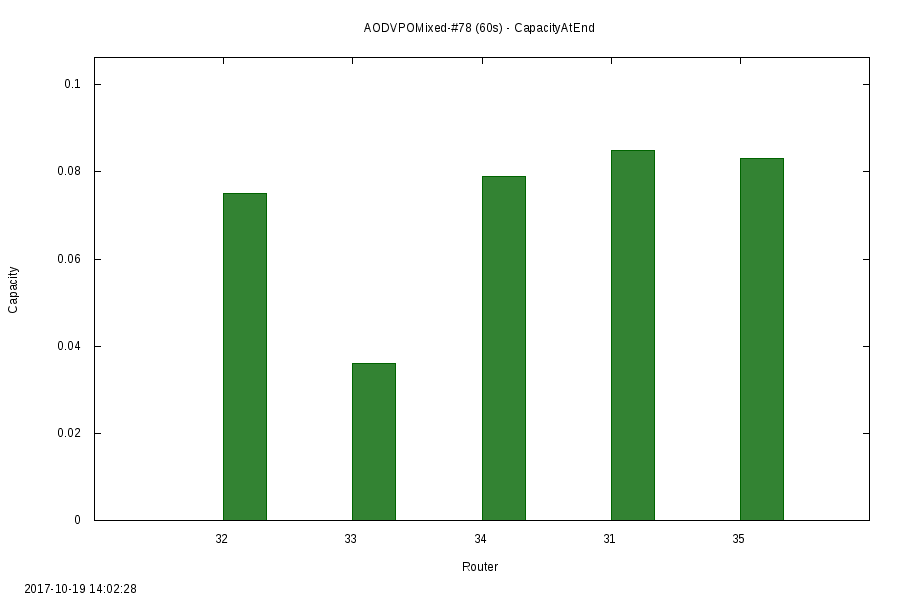 AODVPOMixed-#78 (60s) - CapacityAtEnd
0.1
0.08
0.06
0.04
0.02
0
Capacity
32 33 34 31 35
Router
2017-10-19 14:02:28